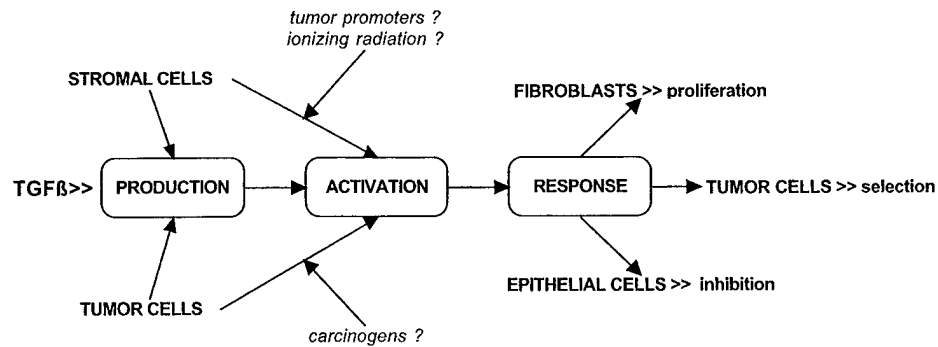 tumor promoters ?
ionizing radiation ?
STROMAL CELLS
FIBROBLASTS >> proliferation
TGFß>>
PRODUCTION
ACTIVATION
RESPONSE
TUMOR CELLS >> selection
EPITHELIAL CELLS >> inhibition
TUMOR CELLS
carcinogens ?